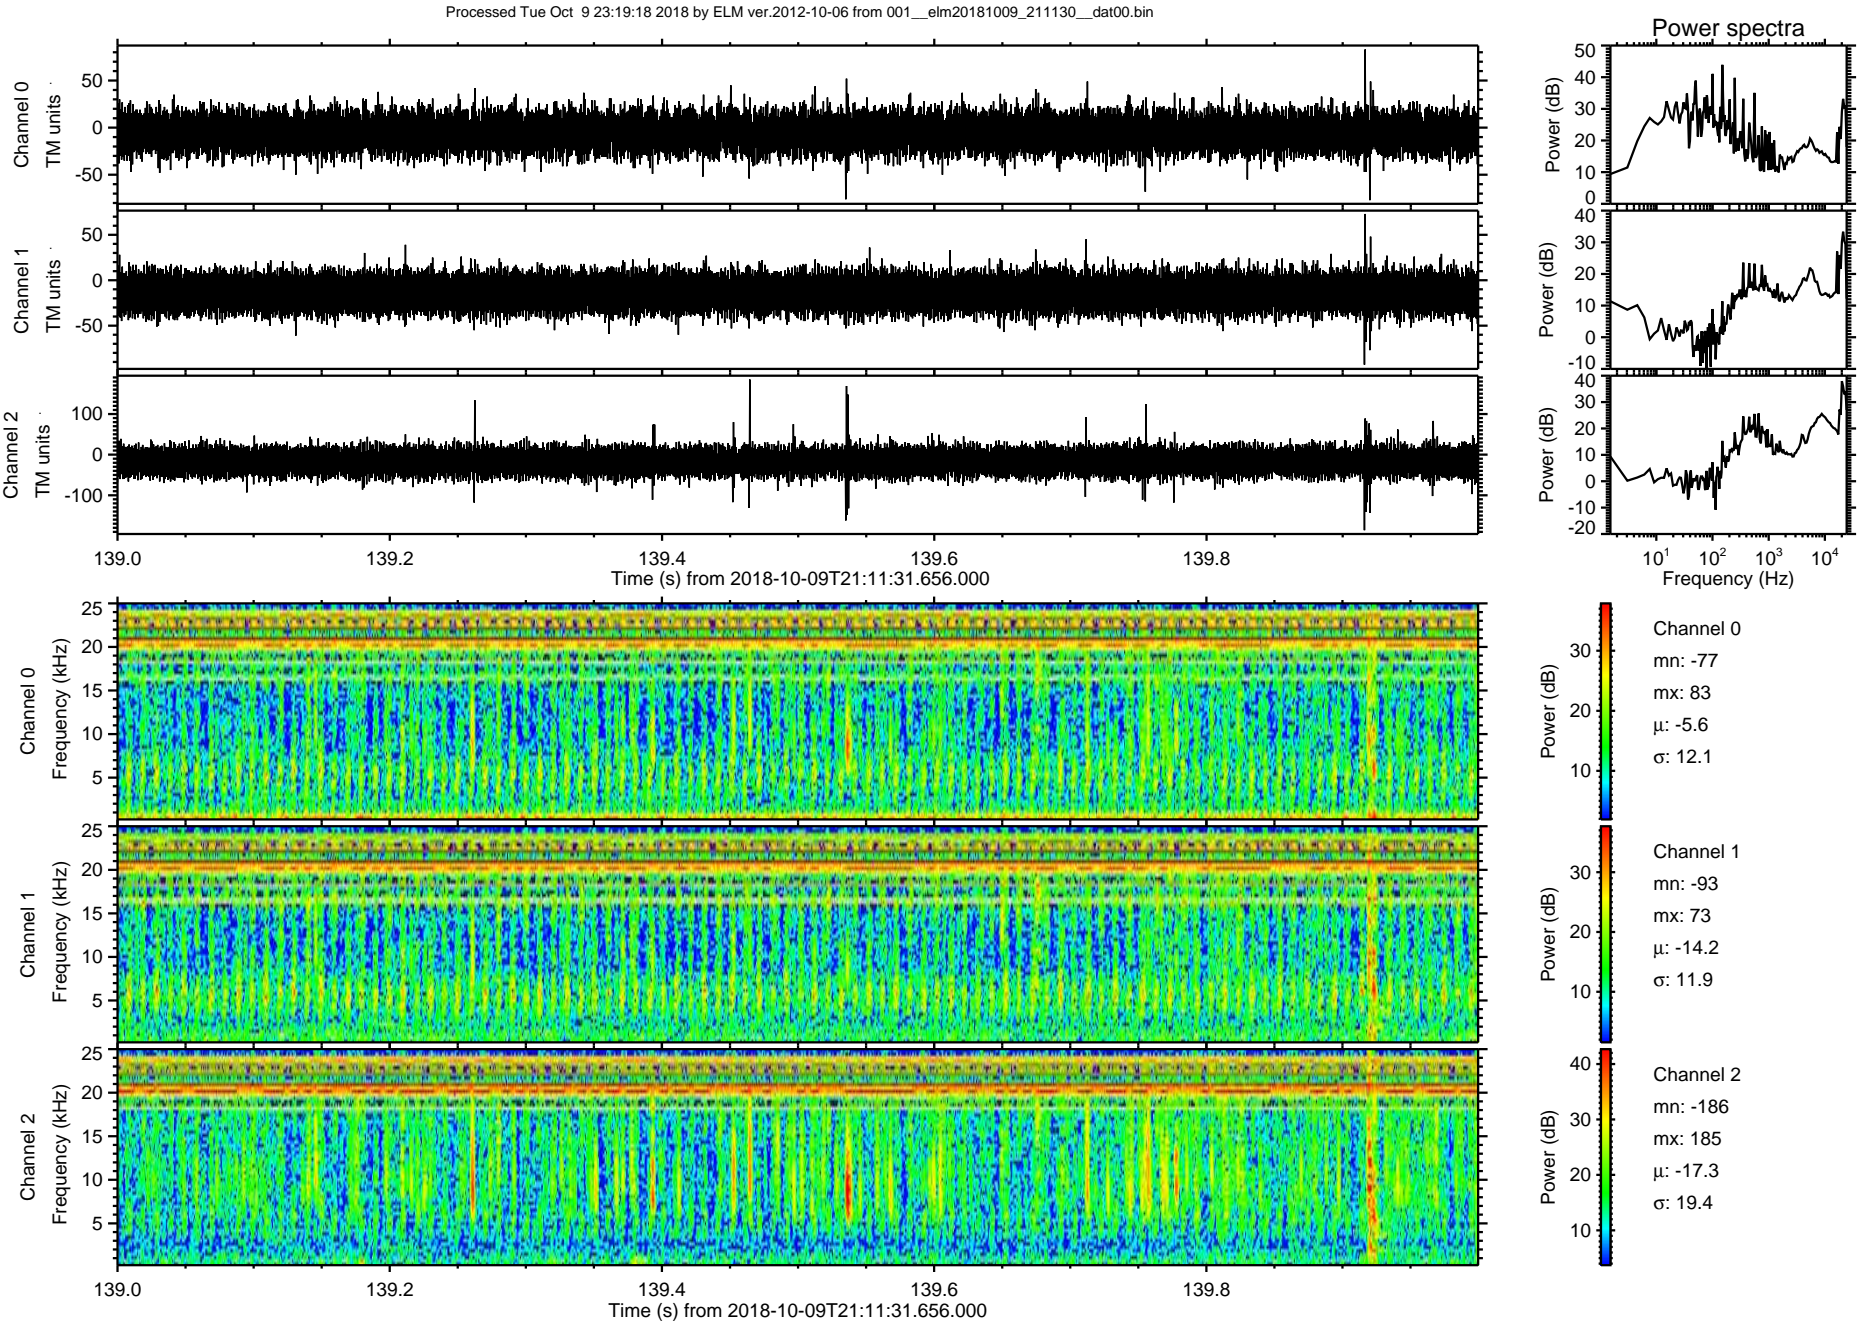 Processed Tue Oct  9 23:19:18 2018 by ELM ver.2012-10-06 from 001__elm20181009_211130__dat00.bin
Power spectra
Channel 0
TM units
50
0
-50
Power (dB)
50
40
30
20
10
0
Channel 1
TM units
50
0
-50
Power (dB)
40
30
20
10
0
-10
Channel 2
TM units
100
0
-100
Power (dB)
40
30
20
10
0
-10
-20
139.0
139.2
139.4
139.6
139.8
Time (s) from 2018-10-09T21:11:31.656.000
10¹
10²
10³
10⁴
Frequency (Hz)
Channel 0
Frequency (kHz)
25
20
15
10
5
Power (dB)
30
20
10
Channel 0
mn: -77
mx: 83
μ: -5.6
σ: 12.1
Channel 1
Frequency (kHz)
25
20
15
10
5
Power (dB)
30
20
10
Channel 1
mn: -93
mx: 73
μ: -14.2
σ: 11.9
Channel 2
Frequency (kHz)
25
20
15
10
5
Power (dB)
40
30
20
10
Channel 2
mn: -186
mx: 185
μ: -17.3
σ: 19.4
139.0
139.2
139.4
139.6
139.8
Time (s) from 2018-10-09T21:11:31.656.000